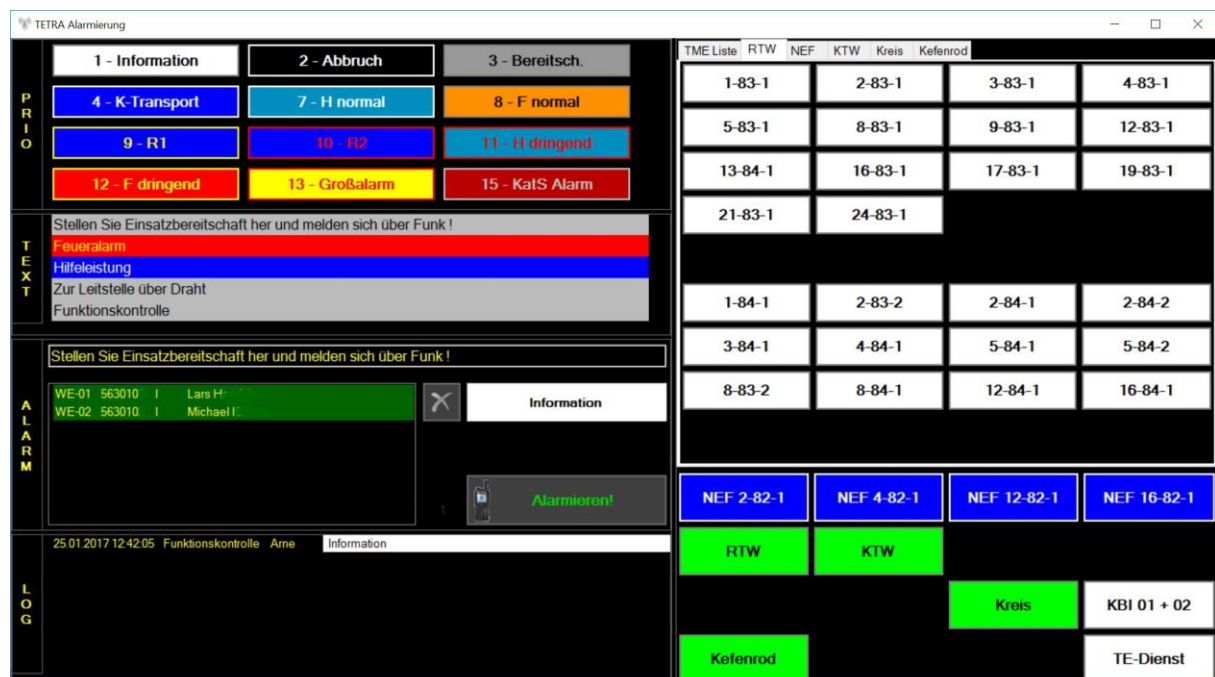 TETRA Alarmierung
PRIO
1 - Information 2 - Abbruch 3 - Bereitsch.
4 - K-Transport 7 - H normal 8 - F normal
9 - R1 10 - R2 11 - H dringend
12 - F dringend 13 - Großalarm 15 - KatS Alarm
TEXT
Stellen Sie Einsatzbereitschaft her und melden sich über Funk !
Feueralarm
Hilfeleistung
Zur Leitstelle über Draht
Funktionskontrolle
ALARM
Stellen Sie Einsatzbereitschaft her und melden sich über Funk !
WE-01 563010 I Lars
WE-02 563010 I Michael
Information
Alarmieren!
LOG
25.01.2017 12:42:05 Funktionskontrolle Arne Information
TME Liste RTW NEF KTW Kreis Kefenrod
1-83-1 2-83-1 3-83-1 4-83-1
5-83-1 8-83-1 9-83-1 12-83-1
13-84-1 16-83-1 17-83-1 19-83-1
21-83-1 24-83-1
1-84-1 2-83-2 2-84-1 2-84-2
3-84-1 4-84-1 5-84-1 5-84-2
8-83-2 8-84-1 12-84-1 16-84-1
NEF 2-82-1 NEF 4-82-1 NEF 12-82-1 NEF 16-82-1
RTW KTW
Kreis KBI 01 + 02
Kefenrod TE-Dienst